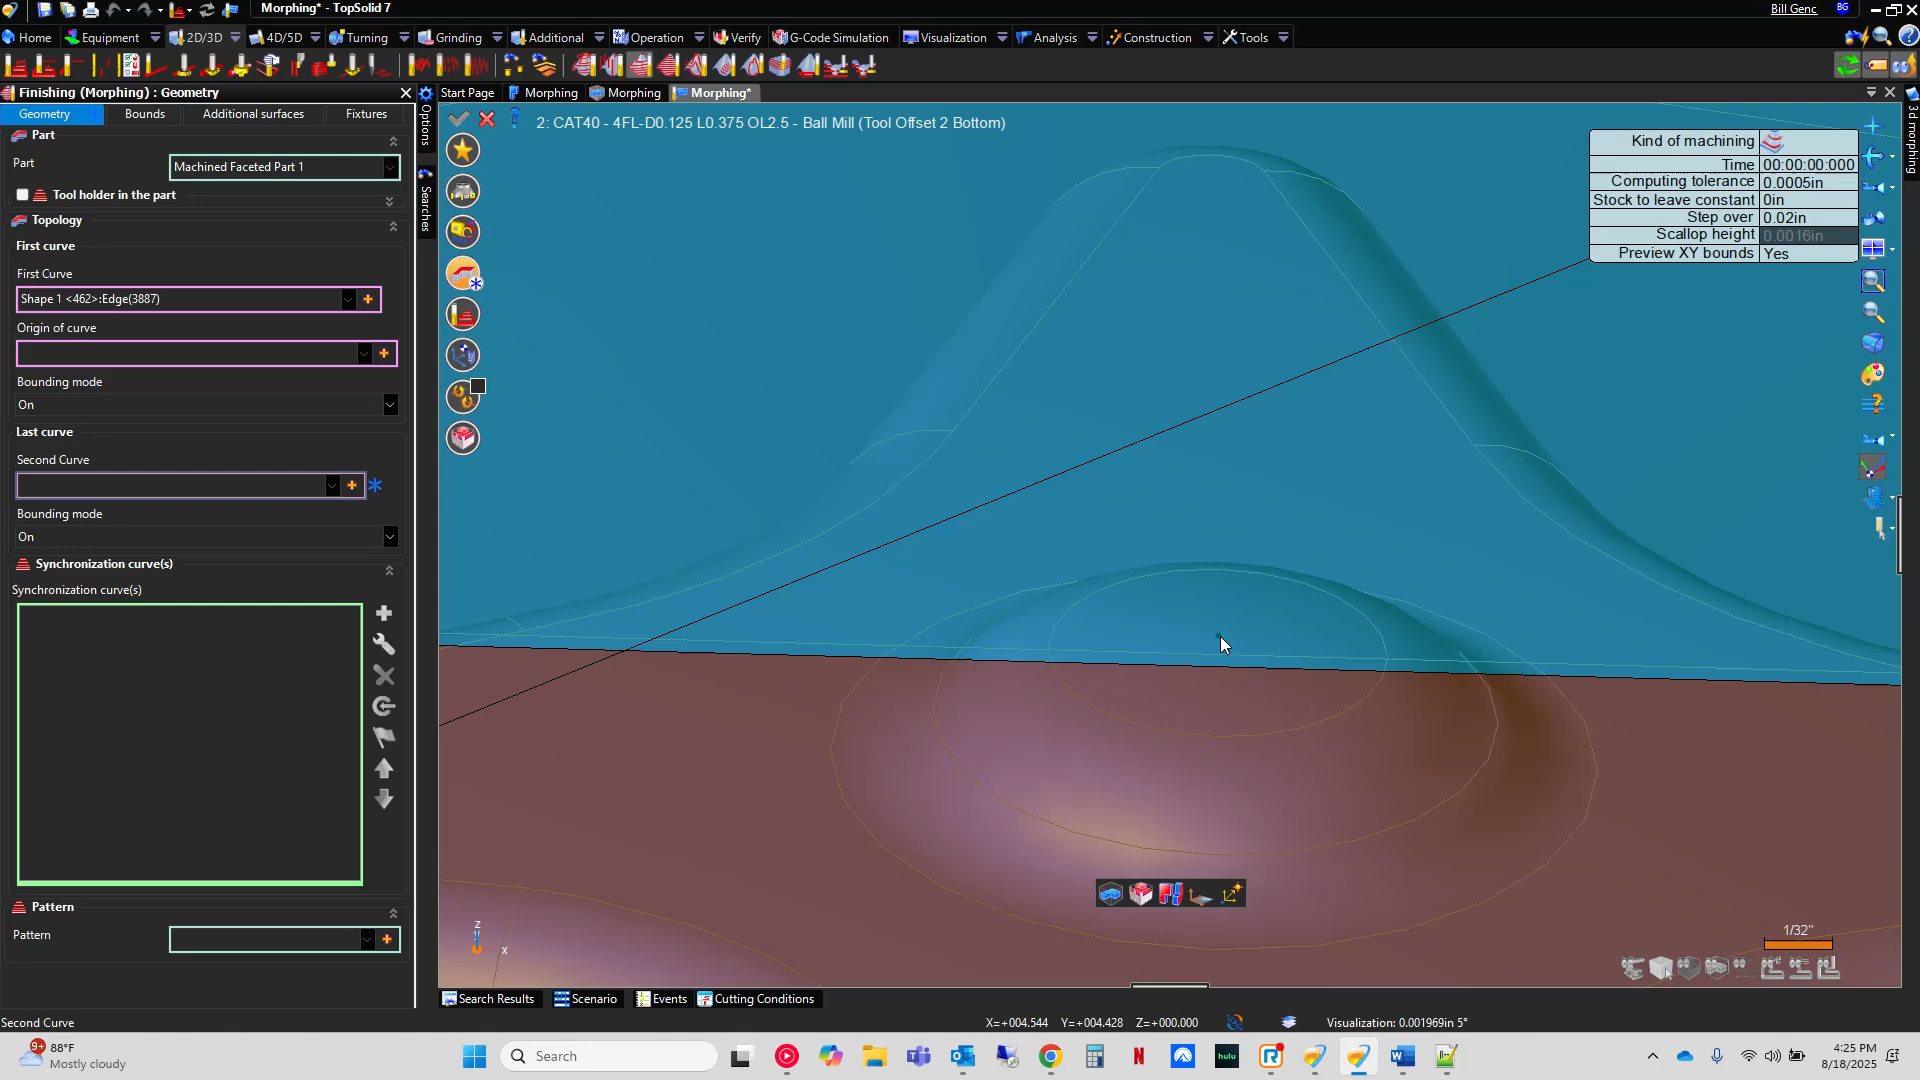 Morphing* - TopSolid 7
Bill Genc
BG
Home
Equipment
2D/3D
4D/5D
Turning
Grinding
Additional
Operation
Verify
G-Code Simulation
Visualization
Analysis
Construction
Tools
Finishing (Morphing) : Geometry
Geometry
Bounds
Additional surfaces
Fixtures
Options
Searches
Start Page
Morphing
Morphing
Morphing*
3d morphing
2: CAT40 - 4FL-D0.125 L0.375 OL2.5 - Ball Mill (Tool Offset 2 Bottom)
Kind of machining
Time 00:00:00:000
Computing tolerance 0.0005in
Stock to leave constant 0in
Step over 0.02in
Scallop height 0.0016in
Preview XY bounds Yes
Part
Part
Machined Faceted Part 1
Tool holder in the part
Topology
First curve
First Curve
Shape 1 <462>:Edge(3887)
Origin of curve
Bounding mode
On
Last curve
Second Curve
Bounding mode
On
Synchronization curve(s)
Synchronization curve(s)
Pattern
Pattern
z
x
1/32"
Search Results
Scenario
Events
Cutting Conditions
Second Curve
X=+004.544
Y=+004.428
Z=+000.000
Visualization: 0.001969in 5°
9+
88°F
Mostly cloudy
Search
hulu
4:25 PM
8/18/2025